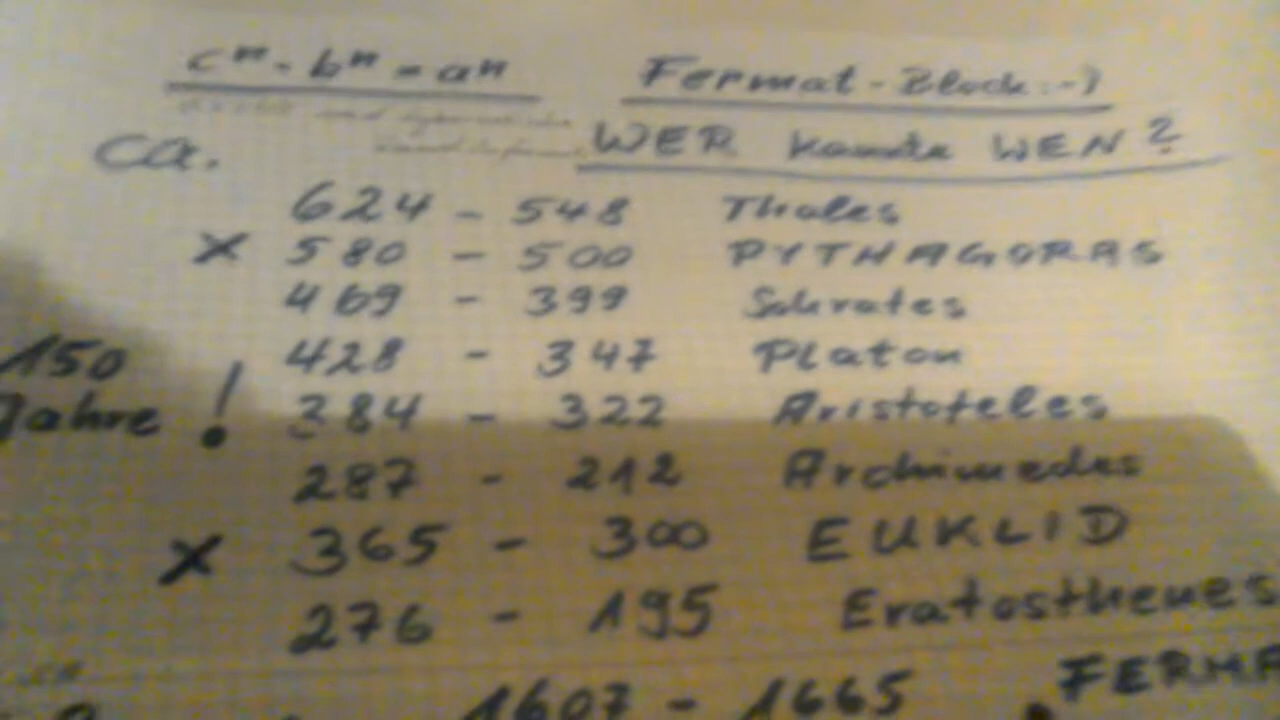 cⁿ - bⁿ = aⁿ Fermat-Block :-)
ca. WER kannte WEN?
624 - 548 Thales
x 580 - 500 PYTHAGORAS
469 - 399 Sokrates
428 - 347 Platon
150 Jahre ! 384 - 322 Aristoteles
287 - 212 Archimedes
x 365 - 300 EUKLID
276 - 195 Eratosthenes
1607 - 1665 FERMA